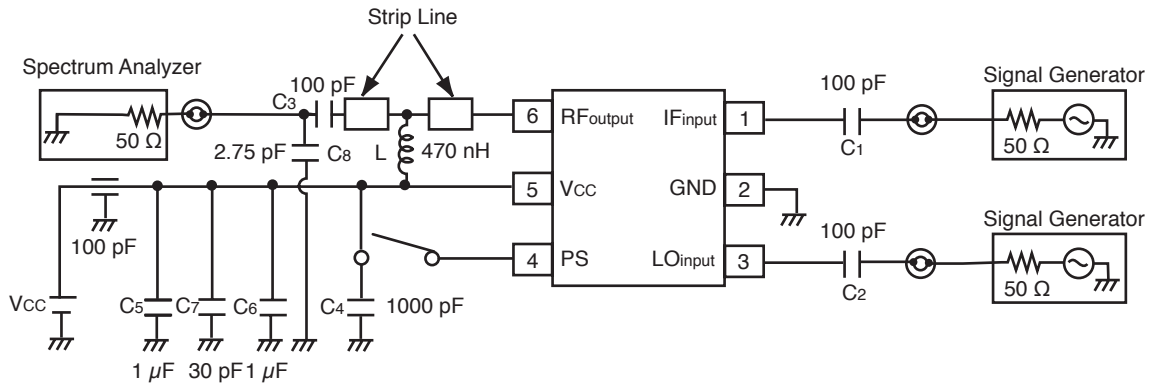 Strip Line
Spectrum Analyzer
100 pF
C3
50 Ω
2.75 pF
C8
L
470 nH
6
RFoutput
IFinput
1
100 pF
C1
Signal Generator
50 Ω
5
VCC
GND
2
100 pF
4
PS
LOinput
3
100 pF
C2
Signal Generator
50 Ω
VCC
C5
C7
C6
C4
1000 pF
1 μF
30 pF
1 μF